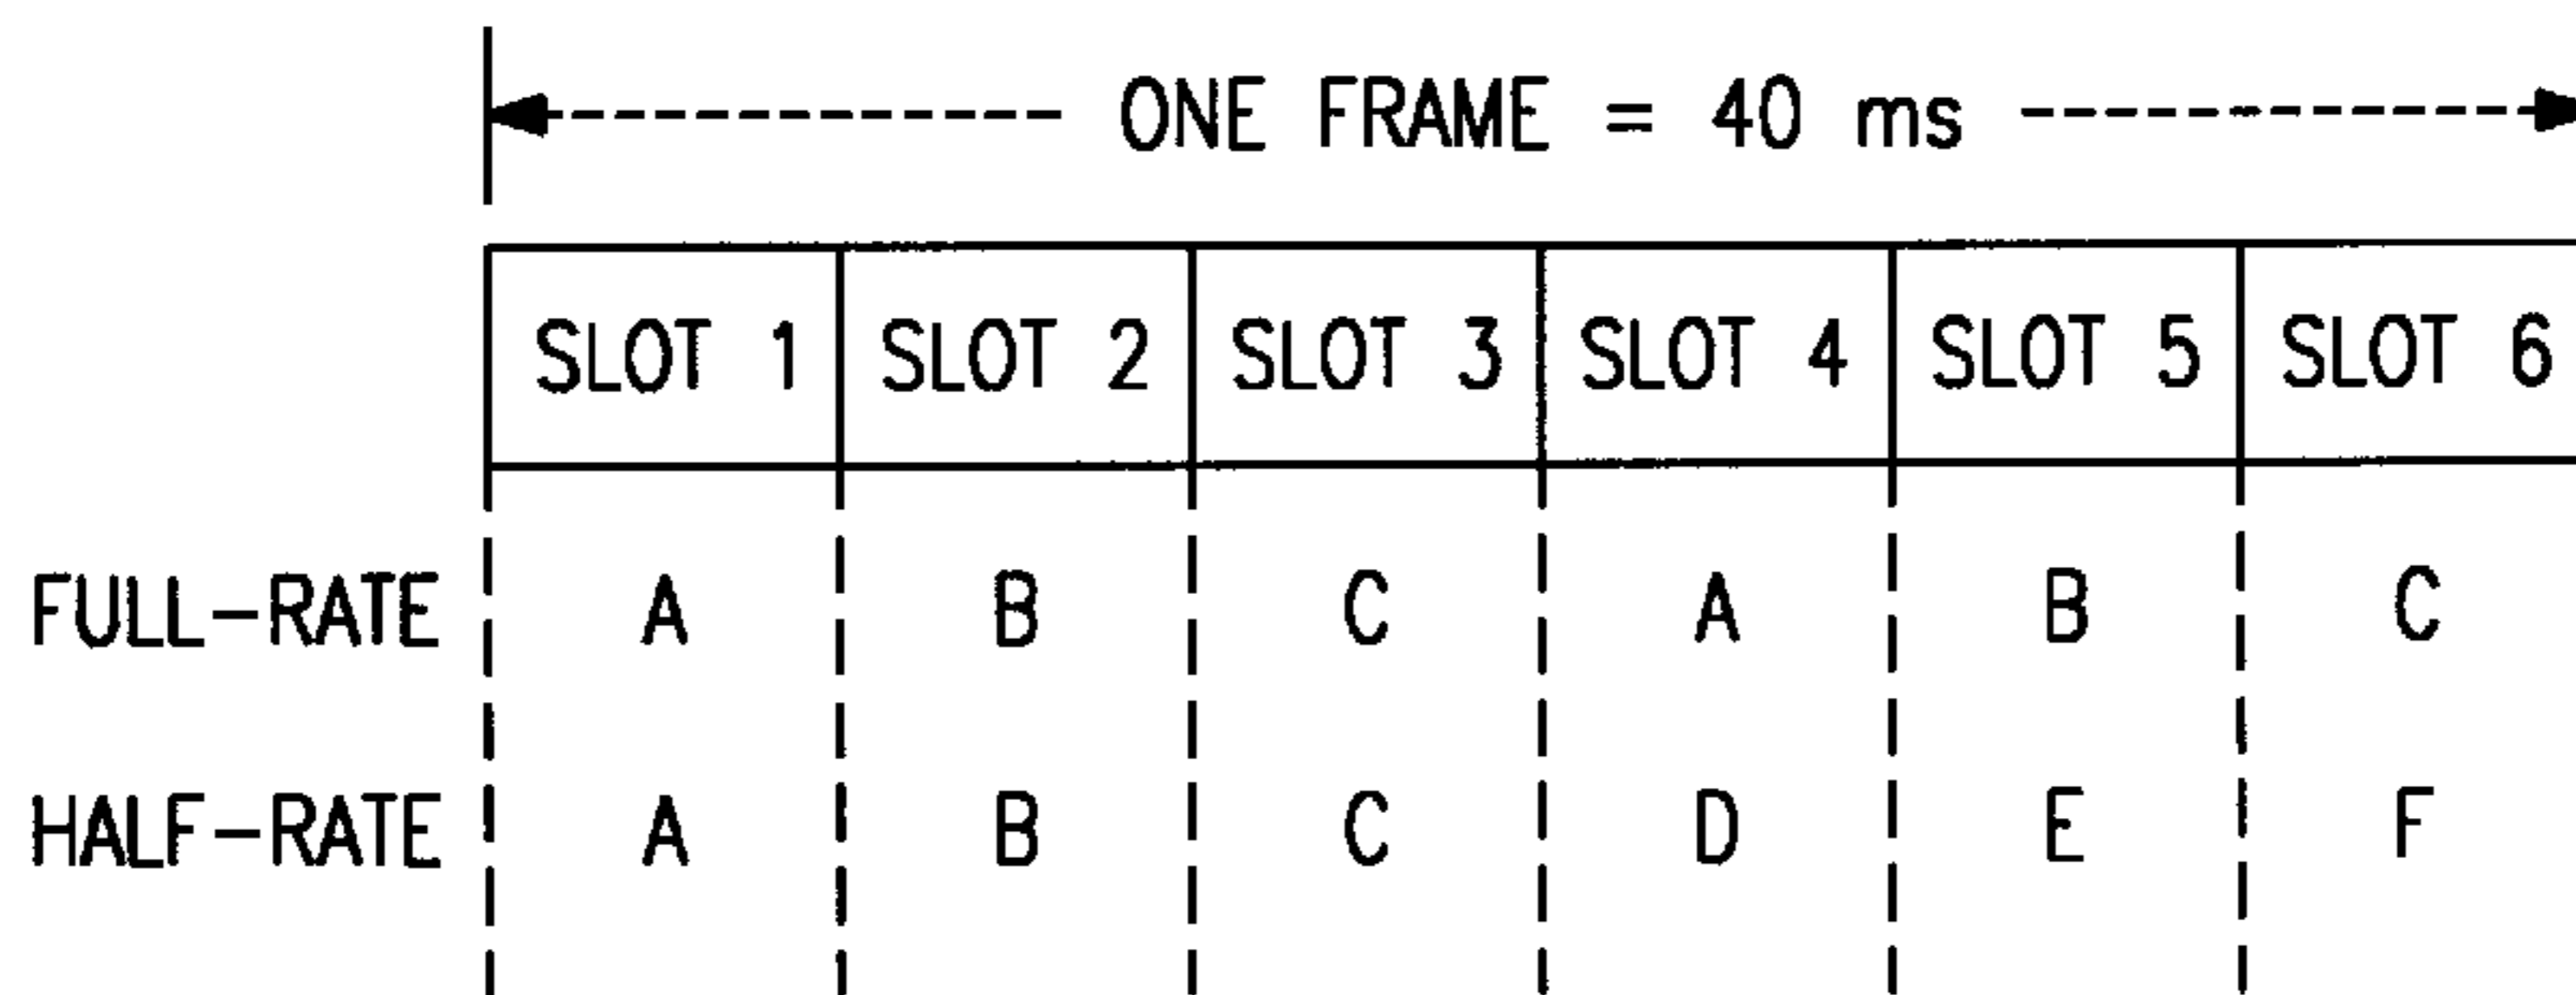 ONE FRAME = 40 ms
SLOT 1 SLOT 2 SLOT 3 SLOT 4 SLOT 5 SLOT 6
FULL-RATE A B C A B C
HALF-RATE A B C D E F